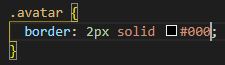 .avatar {
border: 2px solid #000;
}